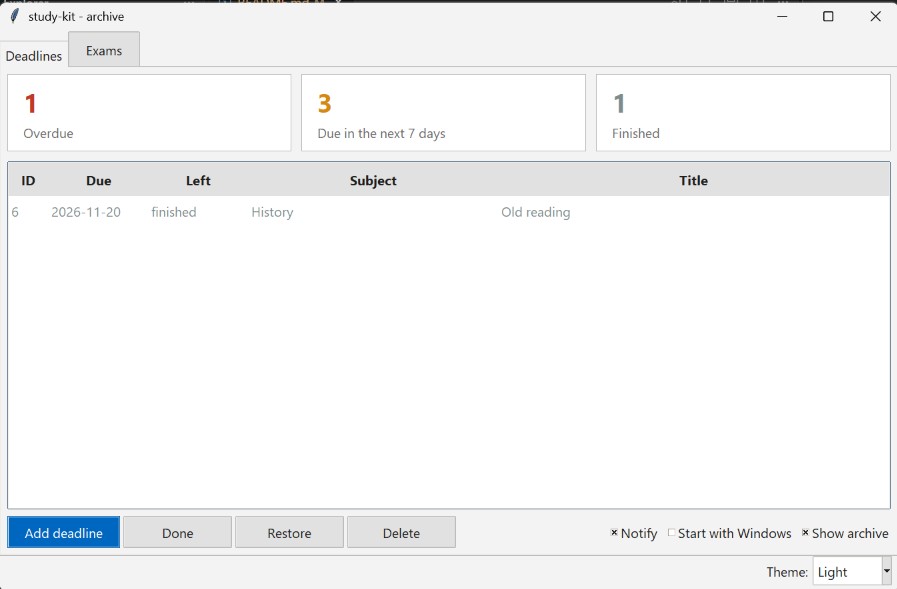 study-kit - archive
Deadlines Exams
1 3 1
Overdue Due in the next 7 days Finished
ID Due Left Subject Title
6 2026-11-20 finished History Old reading
Add deadline Done Restore Delete Notify Start with Windows Show archive
Theme: Light